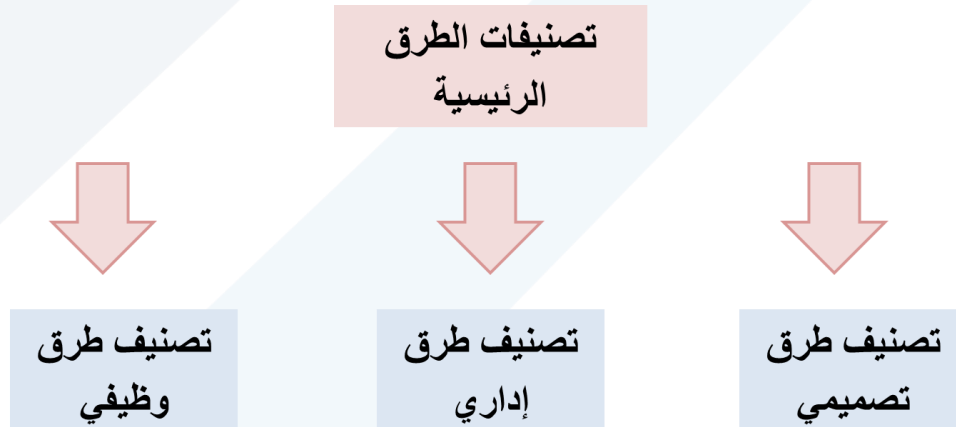 تصنيفات الطرق
الرئيسية
تصنيف طرق
تصميمي
تصنيف طرق
إداري
تصنيف طرق
وظيفي